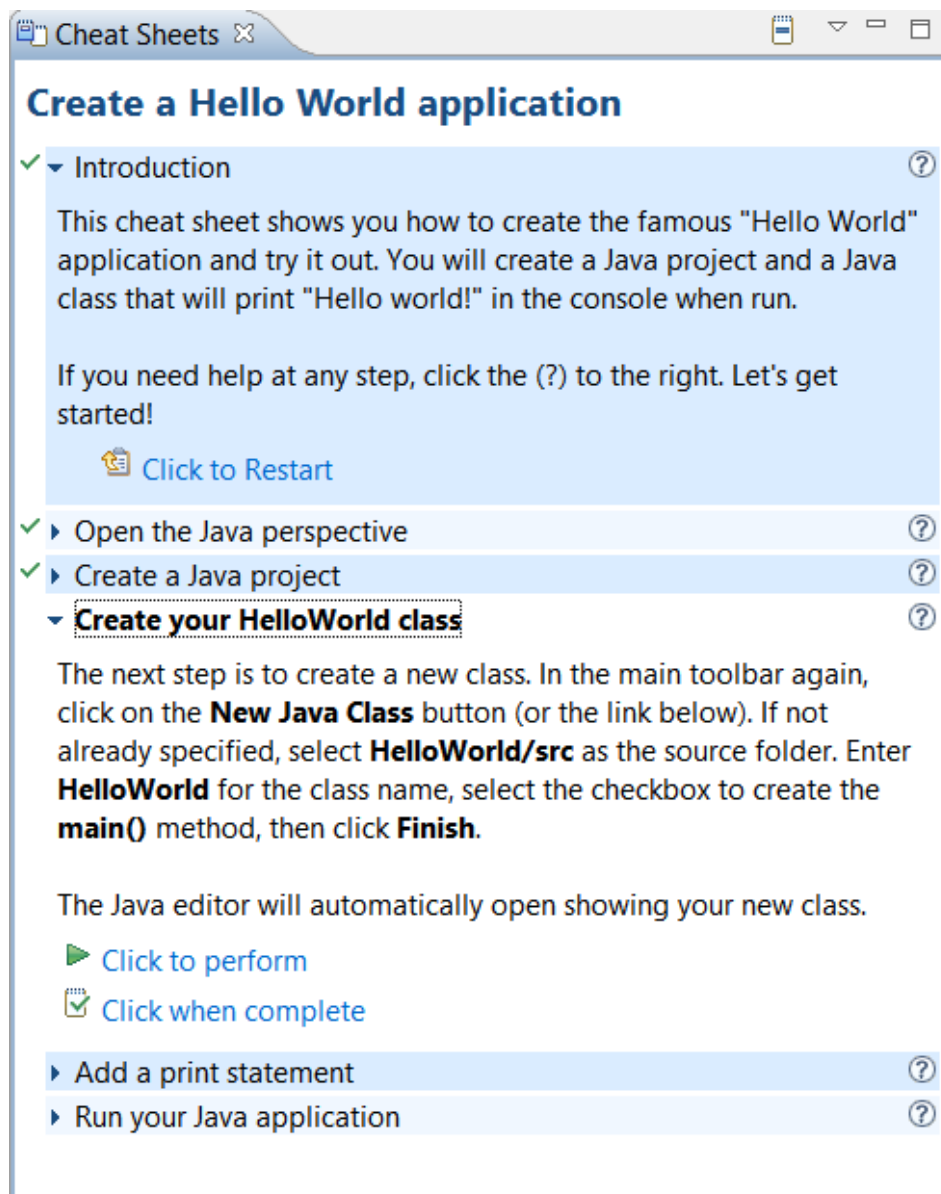 Cheat Sheets
Create a Hello World application
Introduction
This cheat sheet shows you how to create the famous "Hello World"
application and try it out. You will create a Java project and a Java
class that will print "Hello world!" in the console when run.
If you need help at any step, click the (?) to the right. Let's get
started!
Click to Restart
Open the Java perspective
Create a Java project
Create your HelloWorld class
The next step is to create a new class. In the main toolbar again,
click on the New Java Class button (or the link below). If not
already specified, select HelloWorld/src as the source folder. Enter
HelloWorld for the class name, select the checkbox to create the
main() method, then click Finish.
The Java editor will automatically open showing your new class.
Click to perform
Click when complete
Add a print statement
Run your Java application